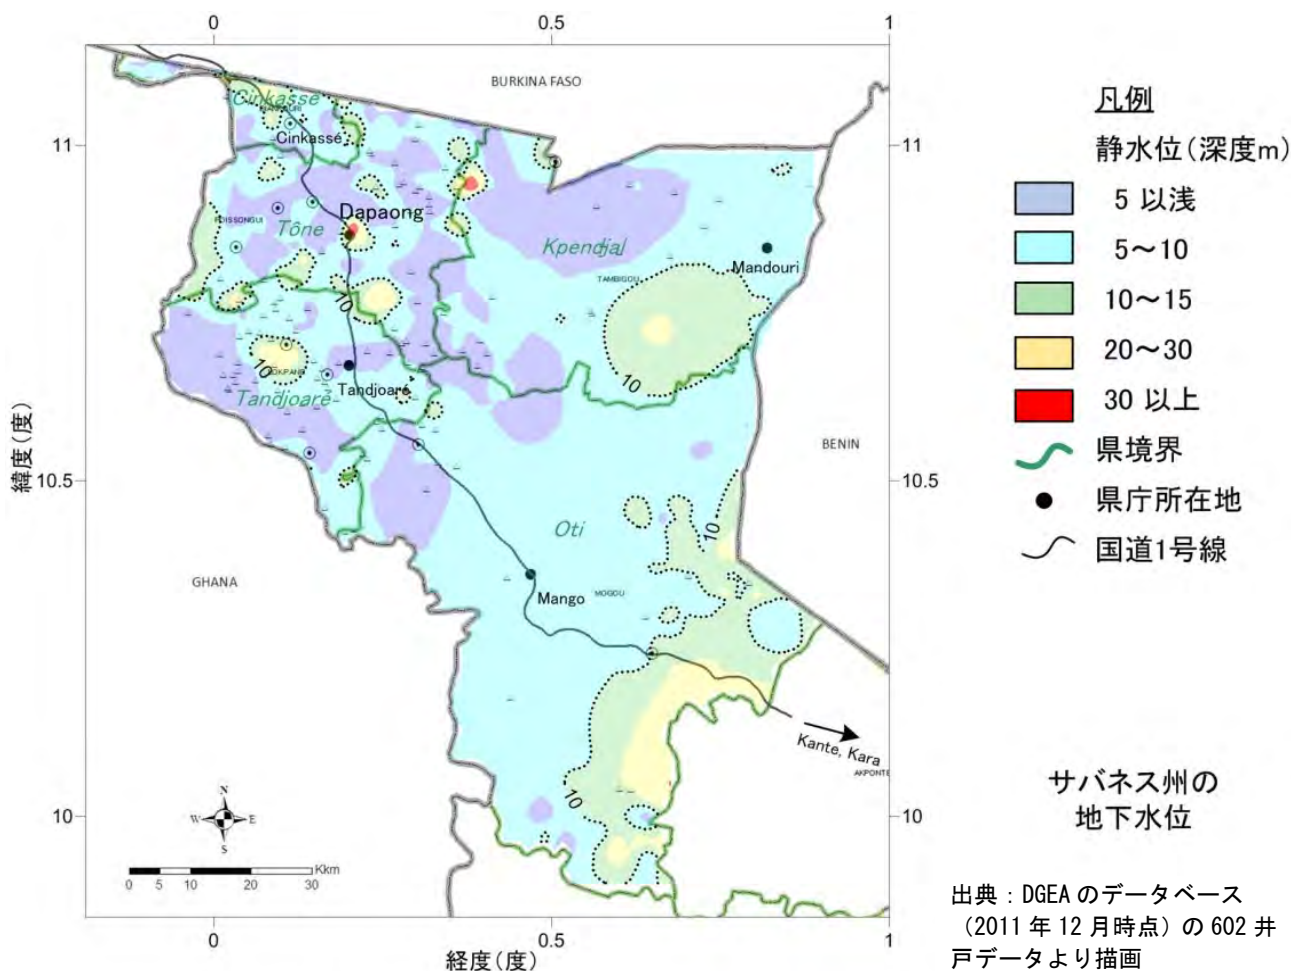 0
0.5
1
BURKINA FASO
Cinkassé
11
Cinkassé
11
Dapaong
Tône
Kpendjal
Mandouri
TAMBIGOU
10
10
10
10
Tandjoaré
Tandjoaré
緯度(度)
BENIN
10.5
10.5
Oti
GHANA
Mango
MOGOU
Kante, Kara
10
10
10
N
W
E
S
Kkm
0 5 10 20 30
0
0.5
1
経度(度)
凡例
静水位(深度m)
5 以浅
5～10
10～15
20～30
30 以上
県境界
県庁所在地
国道1号線
サバネス州の
地下水位
出典：DGEA のデータベース
（2011 年 12 月時点）の 602 井
戸データより描画